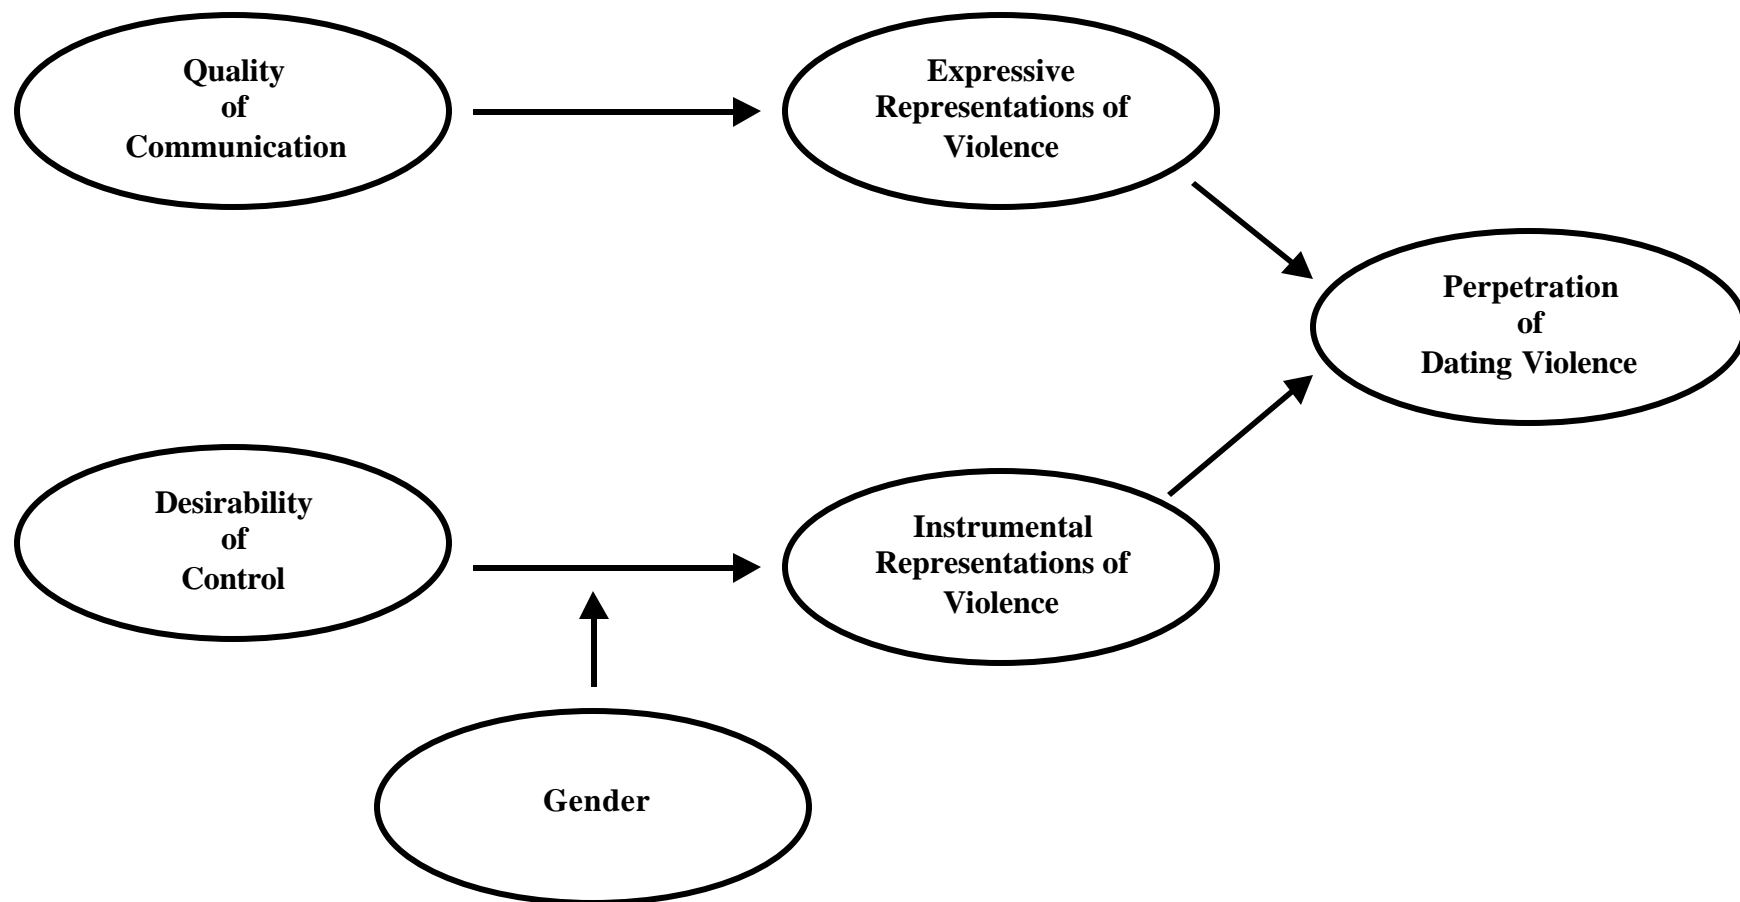 Quality
of
Communication
Expressive
Representations of
Violence
Perpetration
of
Dating Violence
Desirability
of
Control
Instrumental
Representations of
Violence
Gender